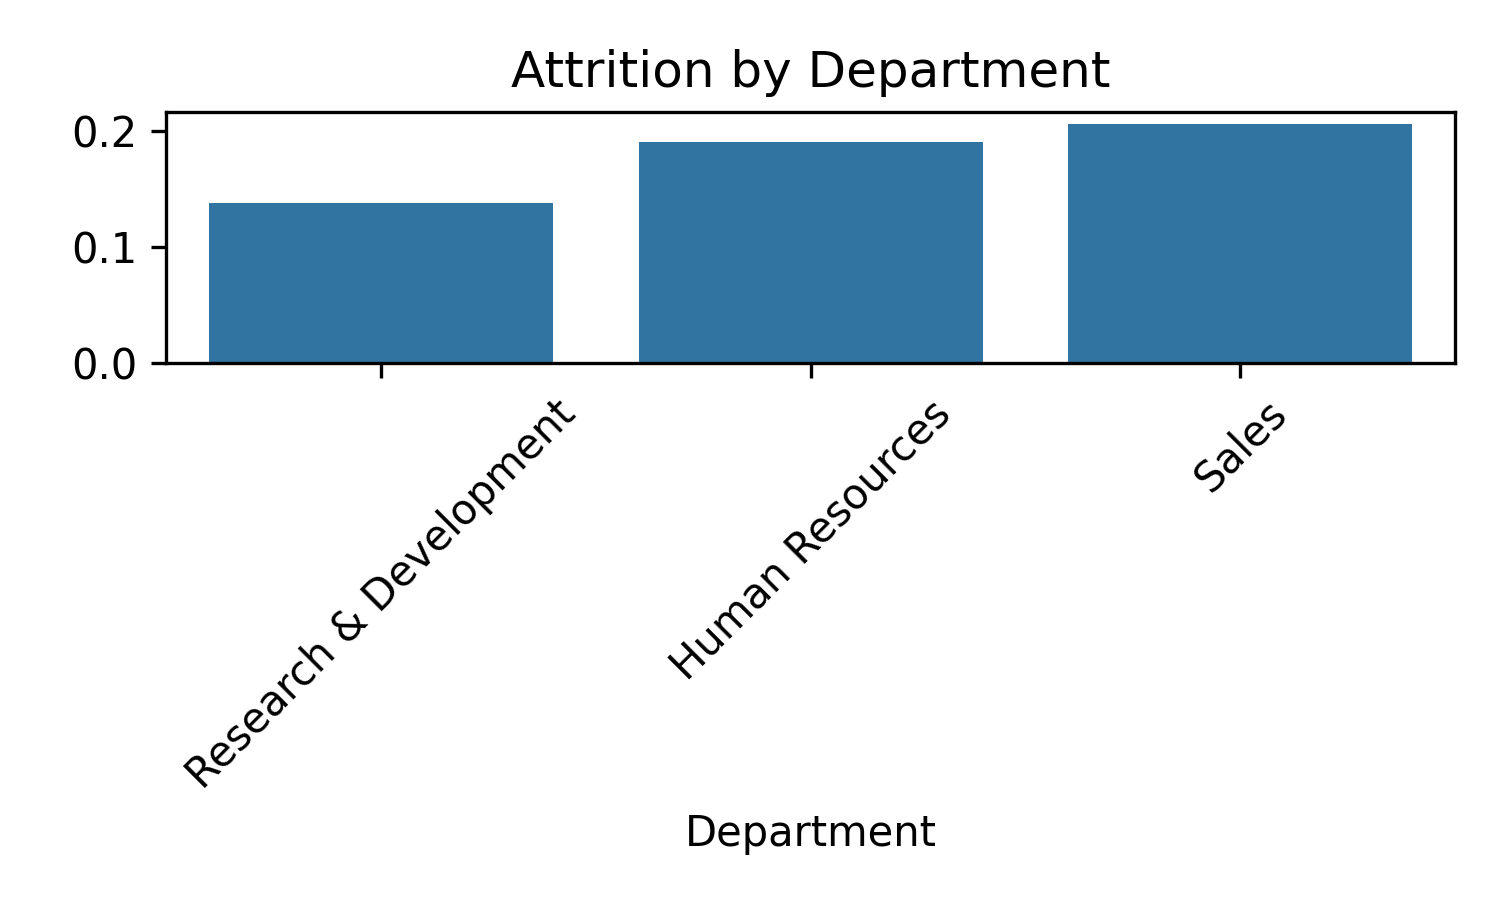 Attrition by Department
0.2
0.1
0.0
Research & Development
Human Resources
Sales
Department